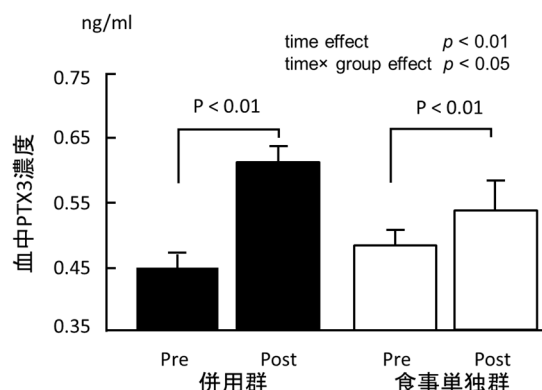 ng/ml
time effect p < 0.01
time× group effect p < 0.05
0.75
0.65
0.55
0.45
0.35
血中PTX3濃度
P < 0.01
P < 0.01
Pre Post Pre Post
併用群 食事単独群